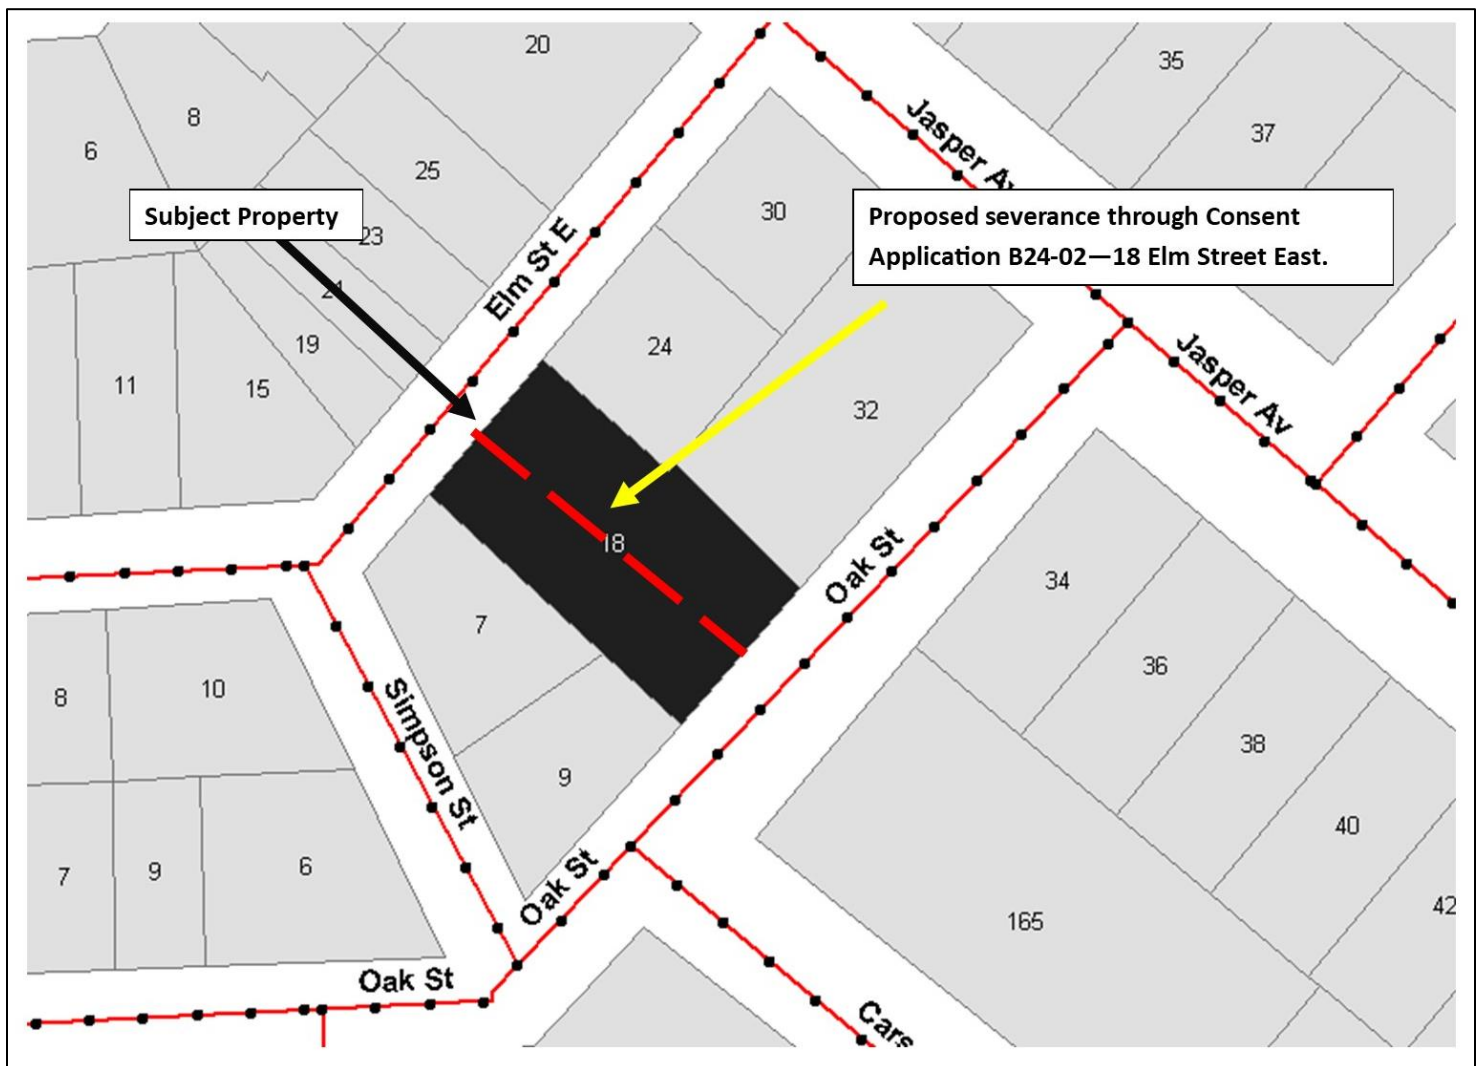 20
35
8
Jasper Av
37
6
25
Subject Property
30
Proposed severance through Consent
Application B24-02—18 Elm Street East.
23
Elm St E
21
19
24
Jasper Av
11
15
32
18
Oak St
34
7
36
8
10
Simpson St
38
9
40
7
9
6
Oak St
42
165
Oak St
Cars